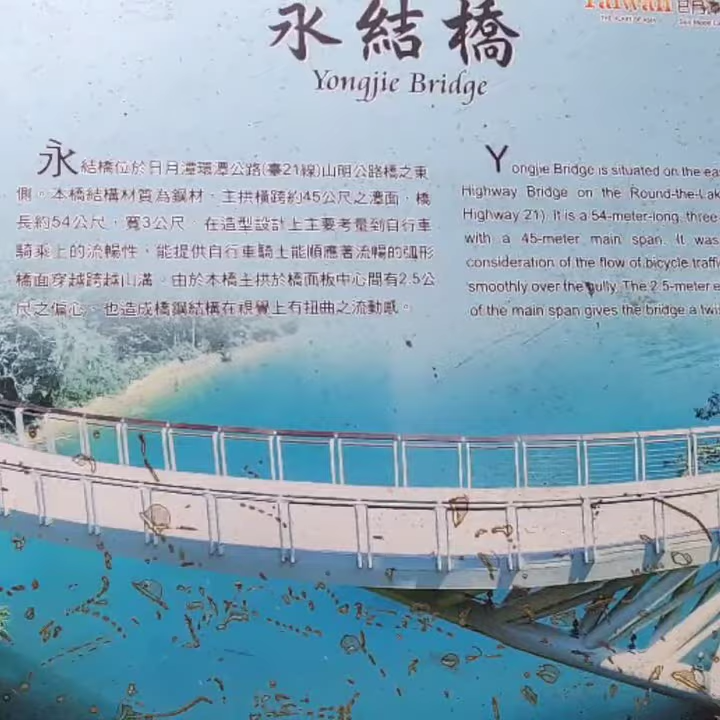 Taiwan
THE HEART OF ASIA
永結橋
Yongjie Bridge
永結橋位於日月潭環潭公路(臺21線)山明公路橋之東
側。本橋結構材質為鋼材，主拱橫跨約45公尺之潭面，橋
長約54公尺，寬3公尺，在造型設計上主要考量到自行車
騎乘上的流暢性，能提供自行車騎士能順應著流暢的弧形
橋面穿越跨越山溝。由於本橋主拱於橋面板中心間有2.5公
尺之偏心，也造成橋鋼結構在視覺上有扭曲之流動感。
Yongjie Bridge is situated on the ea
Highway Bridge on the Round-the-Lak
Highway 21). It is a 54-meter-long, three
with a 45-meter main span. It was
consideration of the flow of bicycle traffi
smoothly over the gully. The 2.5-meter e
of the main span gives the bridge a twi